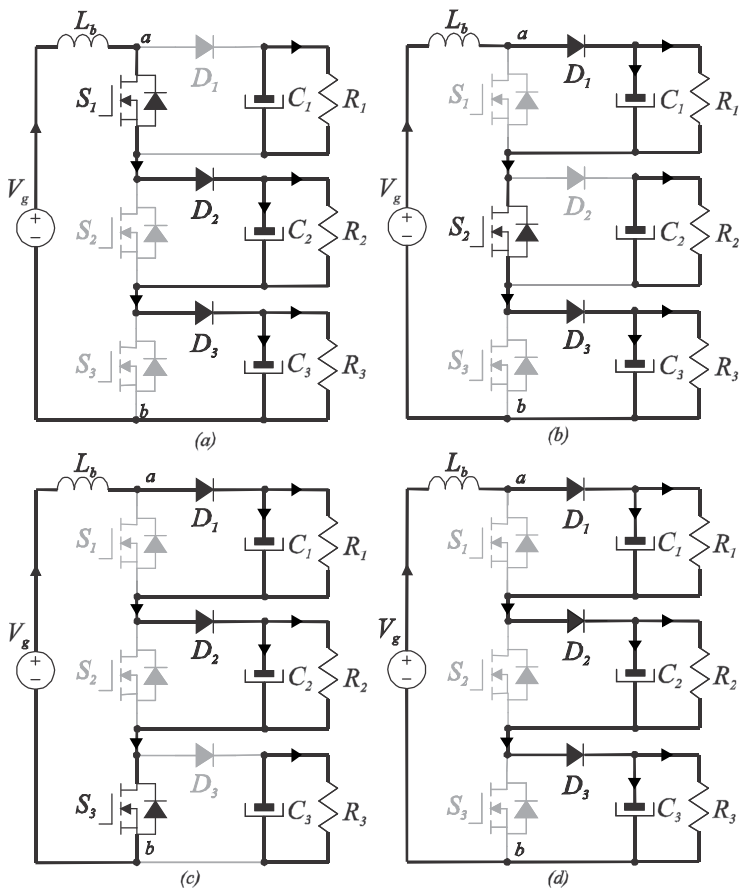 L_b a D_1 S_1 C_1 R_1
V_g + − D_2 S_2 C_2 R_2
D_3 S_3 C_3 R_3 b
(a)
L_b a D_1 S_1 C_1 R_1
V_g + − D_2 S_2 C_2 R_2
D_3 S_3 C_3 R_3 b
(b)
L_b a D_1 S_1 C_1 R_1
V_g + − D_2 S_2 C_2 R_2
D_3 S_3 C_3 R_3 b
(c)
L_b a D_1 S_1 C_1 R_1
V_g + − D_2 S_2 C_2 R_2
D_3 S_3 C_3 R_3 b
(d)